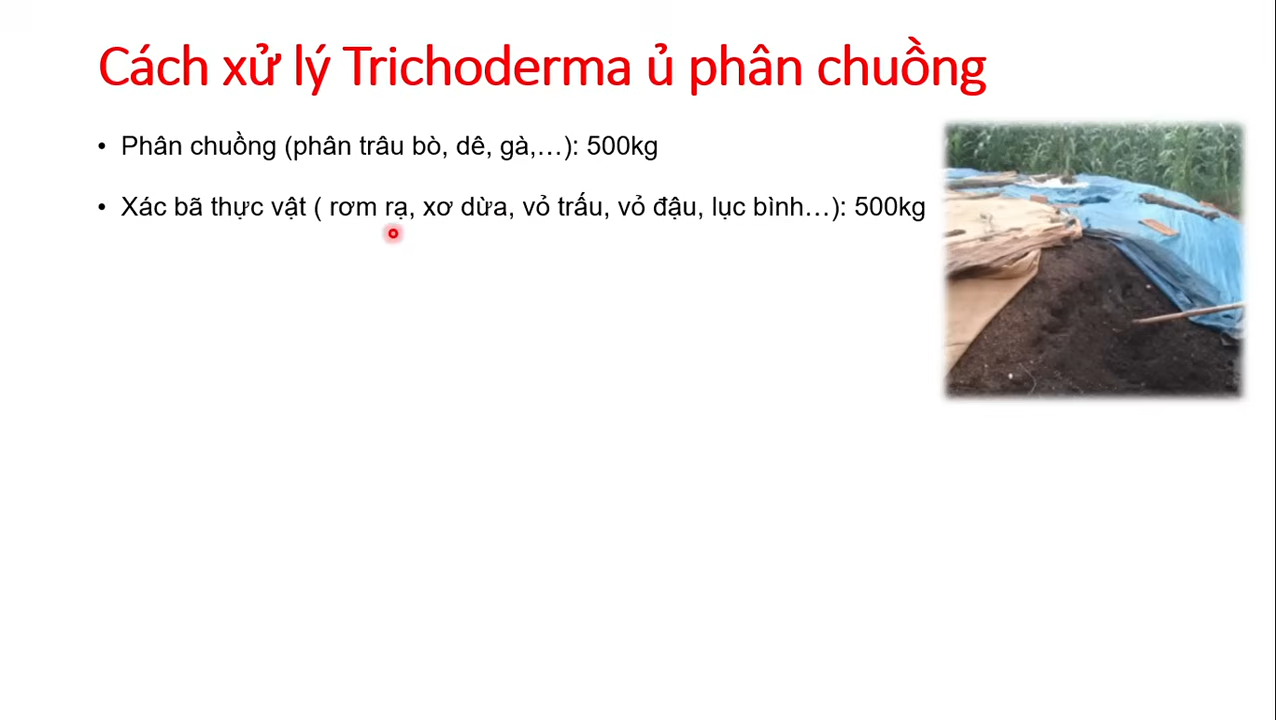 Cách xử lý Trichoderma ủ phân chuồng
• Phân chuồng (phân trâu bò, dê, gà,…): 500kg
• Xác bã thực vật ( rơm rạ, xơ dừa, vỏ trấu, vỏ đậu, lục bình…): 500kg